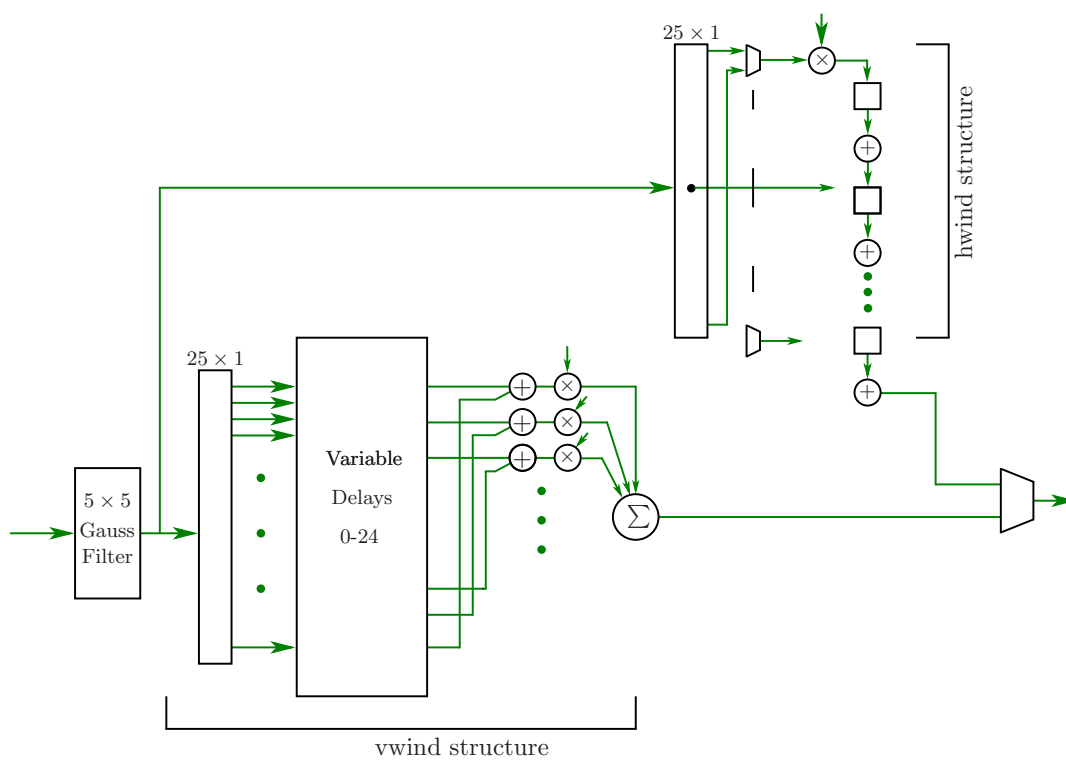 25 × 1
hwind structure
25 × 1
Variable
Delays
0-24
5 × 5
Gauss
Filter
×
+
+
+
+
×
+
×
+
×
∑
vwind structure